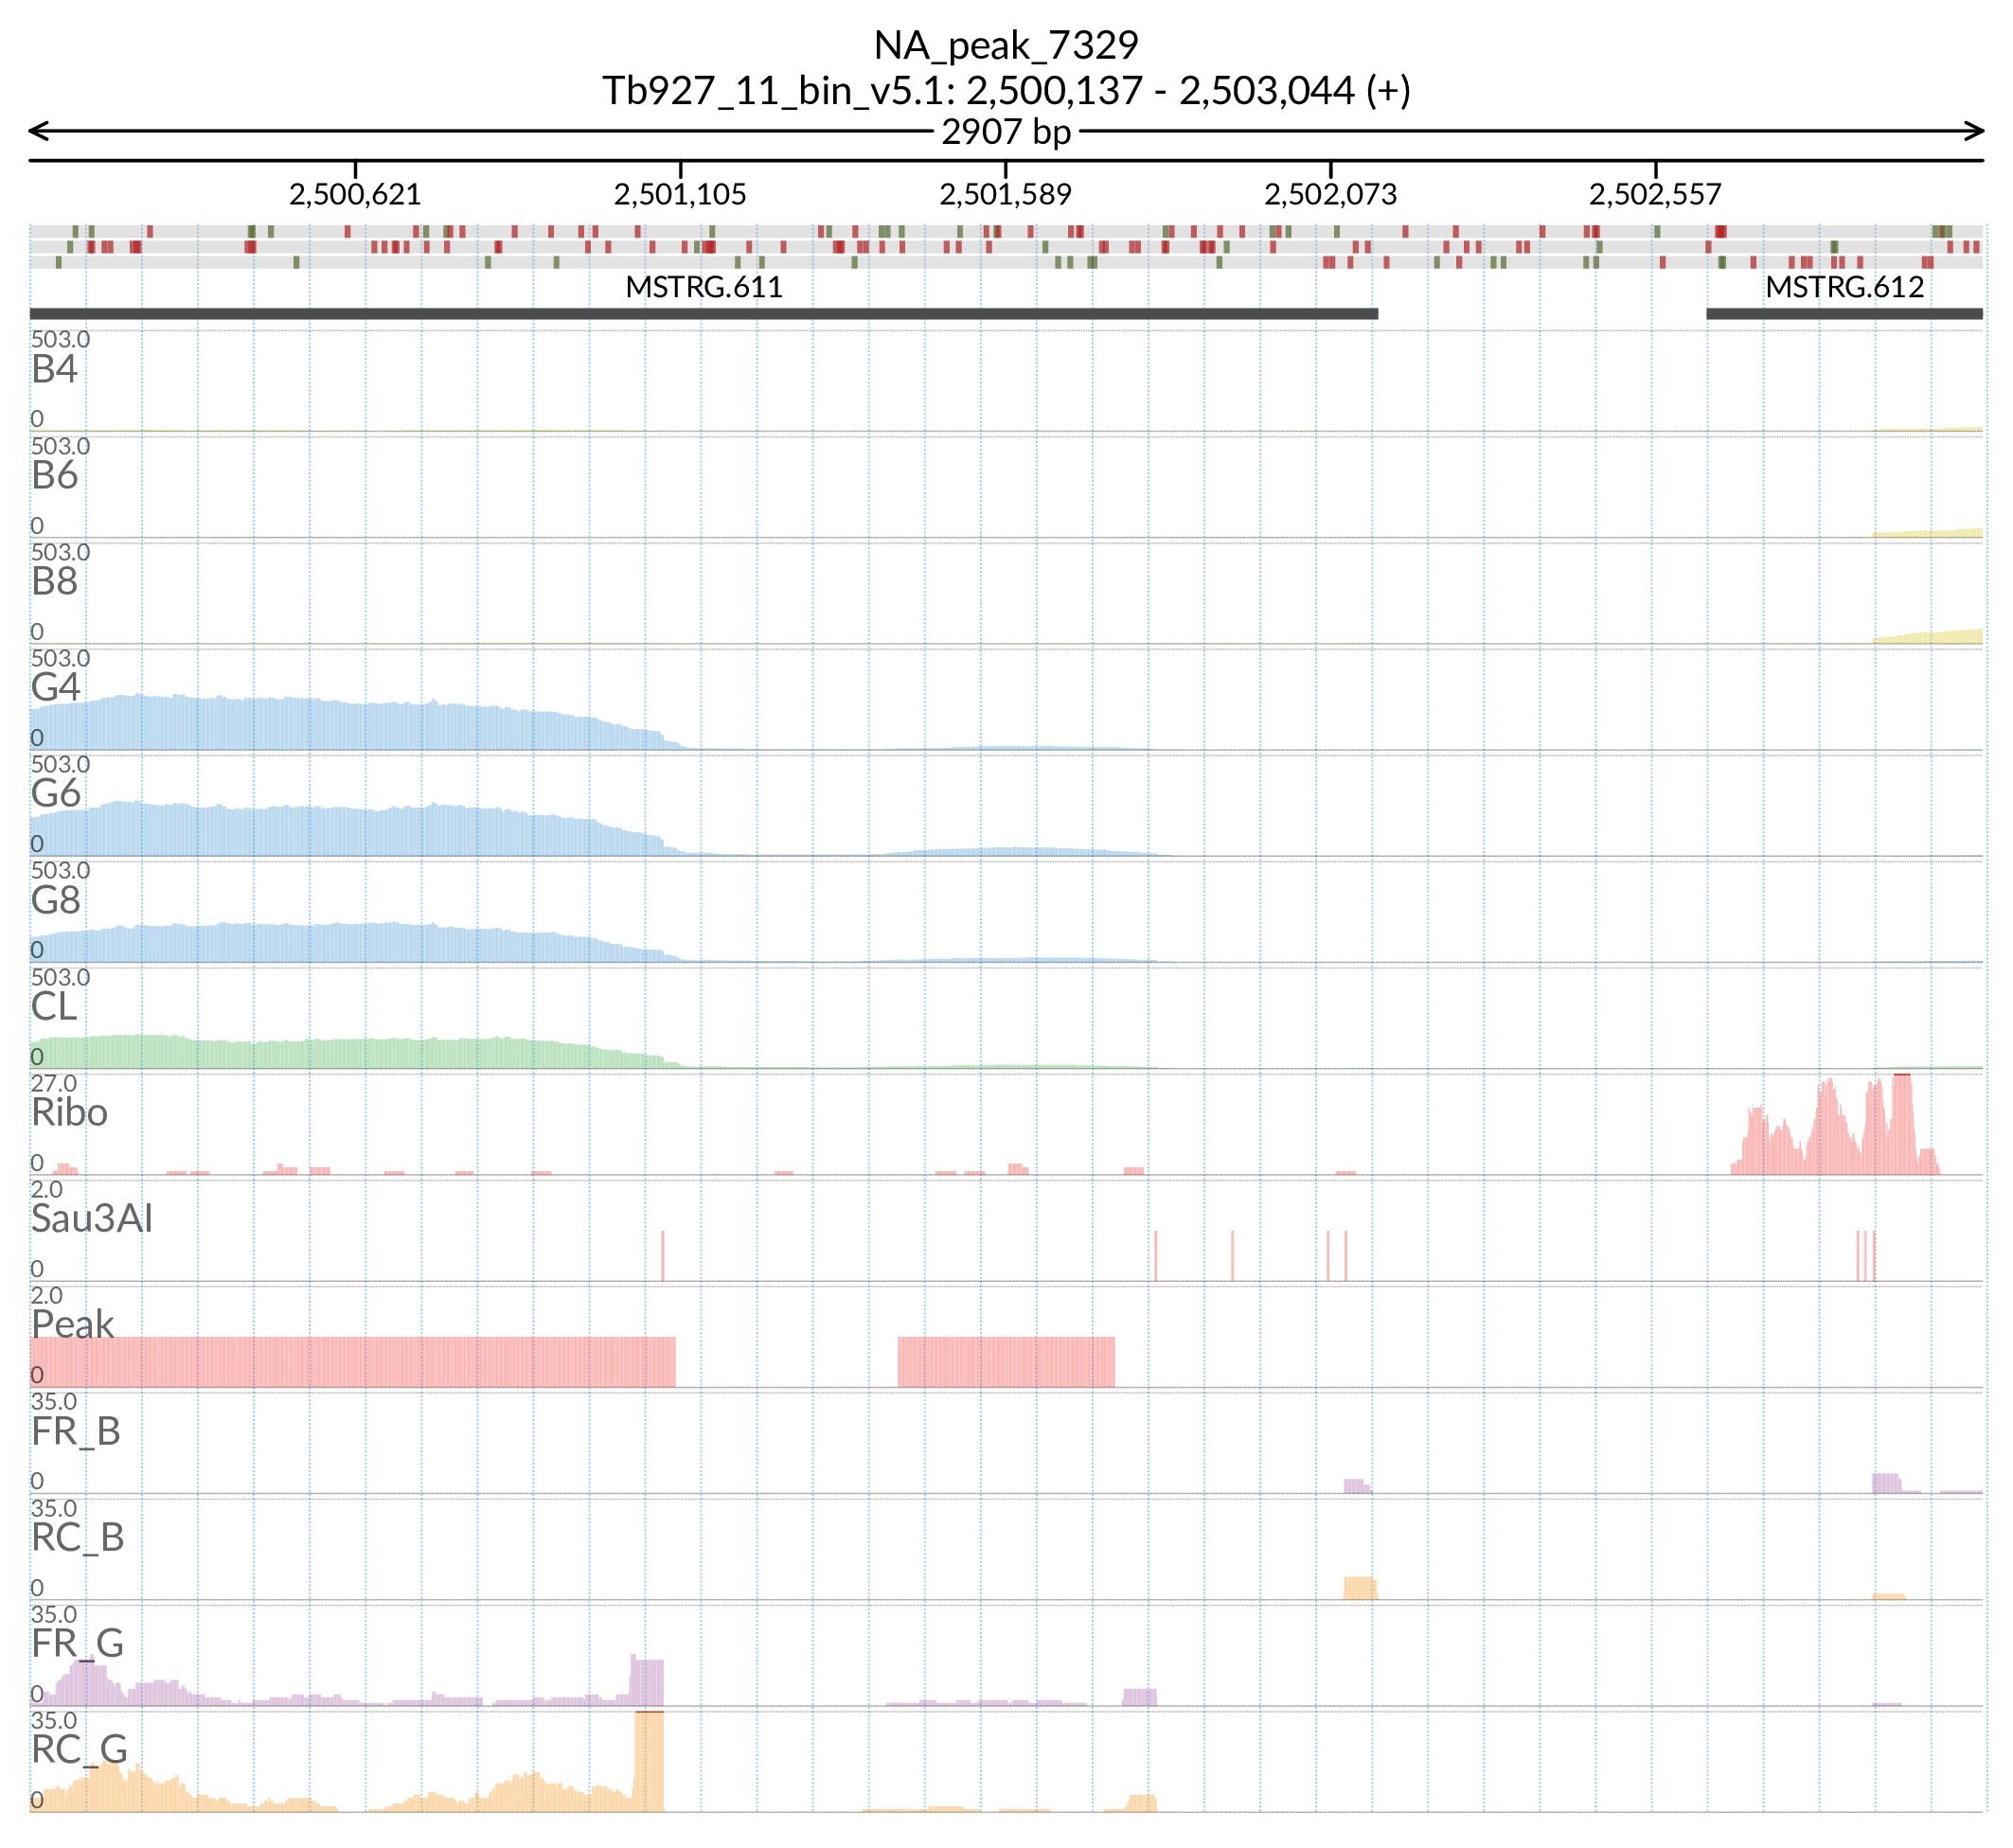 NA_peak_7329
Tb927_11_bin_v5.1: 2,500,137 - 2,503,044 (+)
2907 bp
2,500,621 2,501,105 2,501,589 2,502,073 2,502,557
MSTRG.611 MSTRG.612
503.0
B4
0
503.0
B6
0
503.0
B8
0
503.0
G4
0
503.0
G6
0
503.0
G8
0
503.0
CL
0
27.0
Ribo
0
2.0
Sau3AI
0
2.0
Peak
0
35.0
FR_B
0
35.0
RC_B
0
35.0
FR_G
0
35.0
RC_G
0